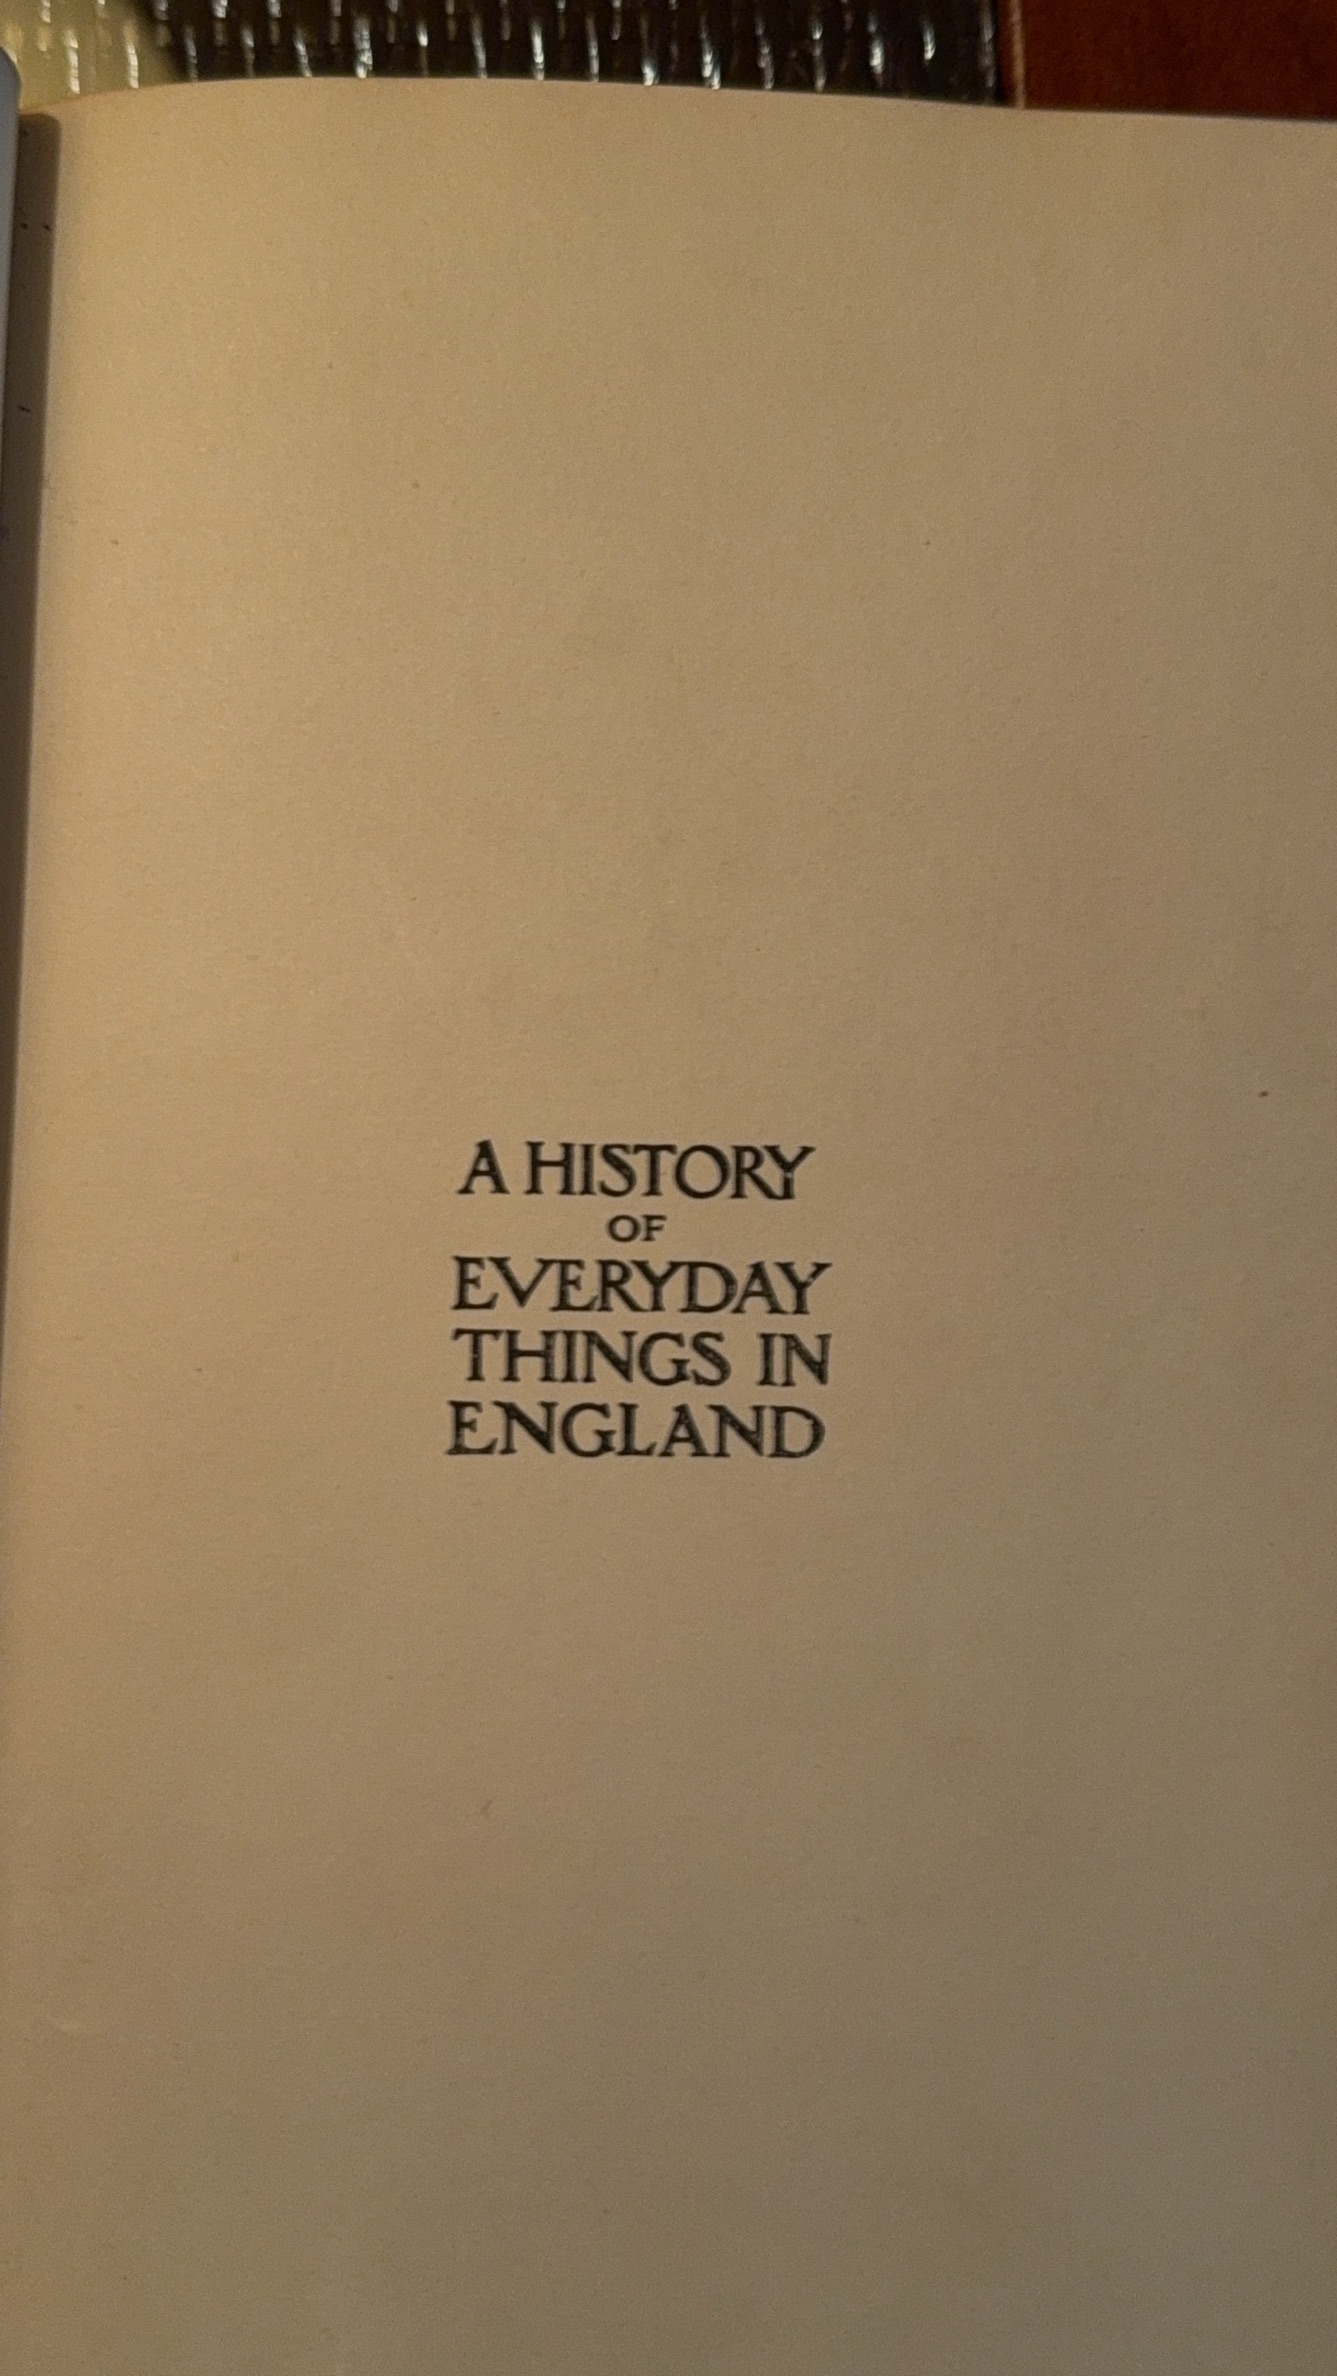 A HISTORY
OF
EVERYDAY
THINGS IN
ENGLAND